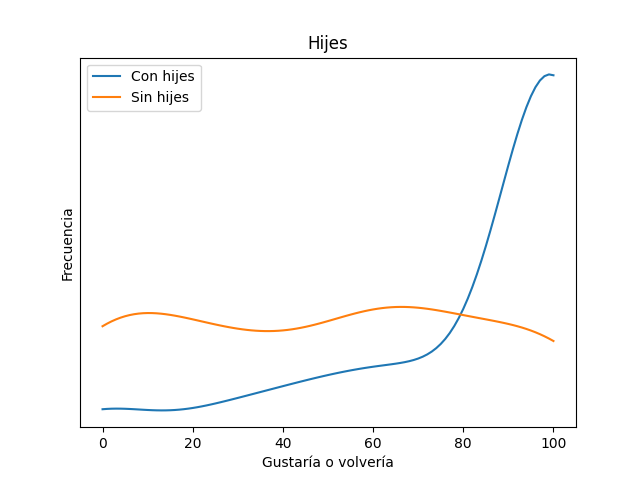 Hijes
Con hijes
Sin hijes
Frecuencia
0 20 40 60 80 100
Gustaría o volvería